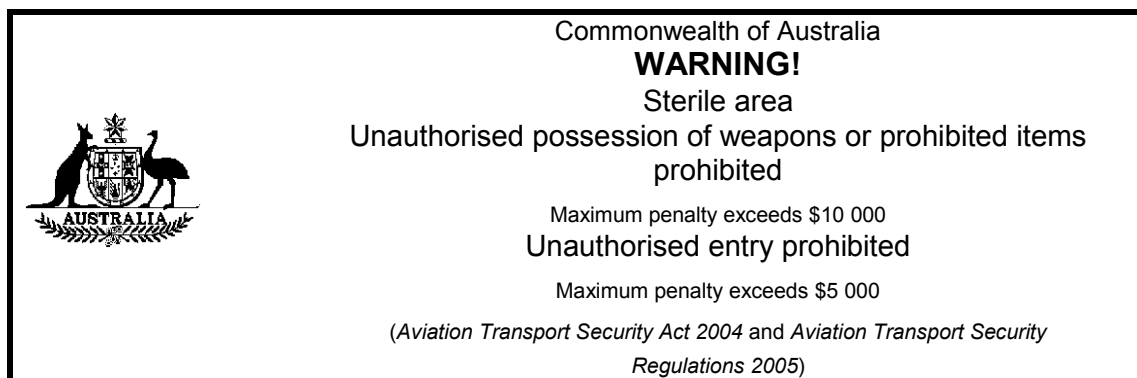 Commonwealth of Australia
WARNING!
Sterile area
Unauthorised possession of weapons or prohibited items
prohibited
AUSTRALIA
Maximum penalty exceeds $10 000
Unauthorised entry prohibited
Maximum penalty exceeds $5 000
(Aviation Transport Security Act 2004 and Aviation Transport Security
Regulations 2005)